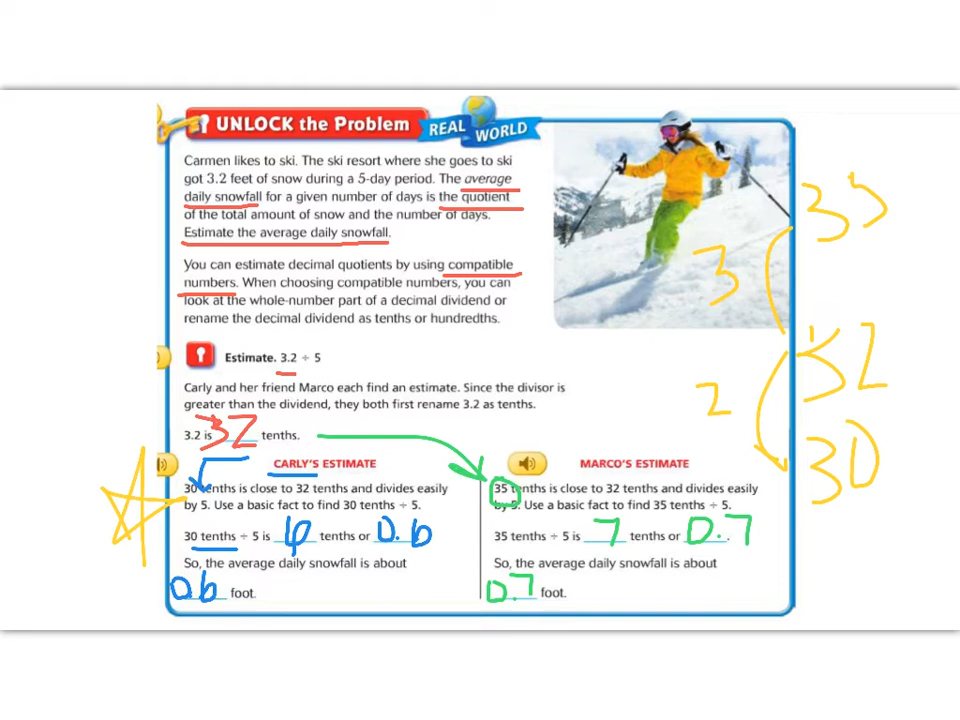 UNLOCK the Problem REAL WORLD
Carmen likes to ski. The ski resort where she goes to ski
got 3.2 feet of snow during a 5-day period. The average
daily snowfall for a given number of days is the quotient
of the total amount of snow and the number of days.
Estimate the average daily snowfall.
You can estimate decimal quotients by using compatible
numbers. When choosing compatible numbers, you can
look at the whole-number part of a decimal dividend or
rename the decimal dividend as tenths or hundredths.
Estimate. 3.2 ÷ 5
Carly and her friend Marco each find an estimate. Since the divisor is
greater than the dividend, they both first rename 3.2 as tenths.
3.2 is 32 tenths.
CARLY'S ESTIMATE
30 tenths is close to 32 tenths and divides easily
by 5. Use a basic fact to find 30 tenths ÷ 5.
30 tenths ÷ 5 is 6 tenths or 0.6
So, the average daily snowfall is about
0.6 foot.
MARCO'S ESTIMATE
35 tenths is close to 32 tenths and divides easily
by 5. Use a basic fact to find 35 tenths ÷ 5.
35 tenths ÷ 5 is 7 tenths or 0.7.
So, the average daily snowfall is about
0.7 foot.
35
3
32
2
30